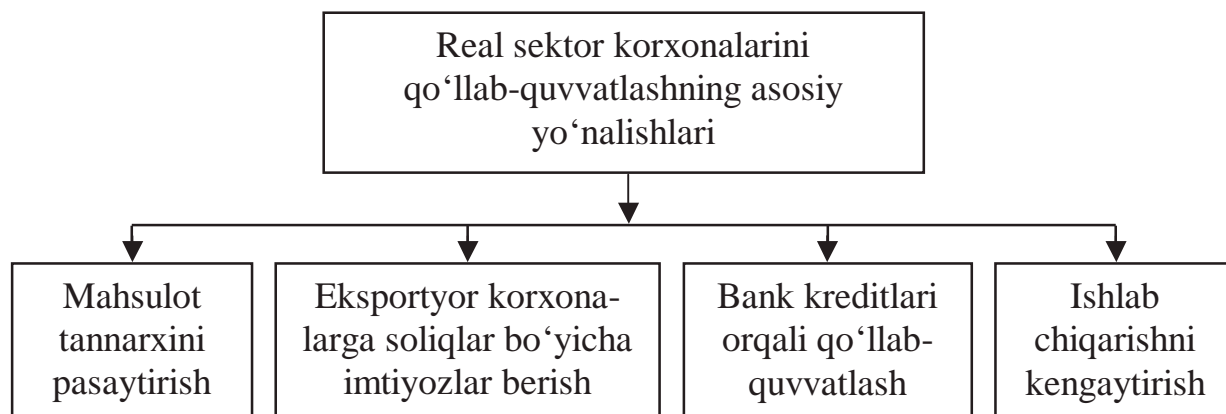 Real sektor korxonalarini
qo‘llab-quvvatlashning asosiy
yo‘nalishlari
Mahsulot
tannarxini
pasaytirish
Eksportyor korxona-
larga soliqlar bo‘yicha
imtiyozlar berish
Bank kreditlari
orqali qo‘llab-
quvvatlash
Ishlab
chiqarishni
kengaytirish